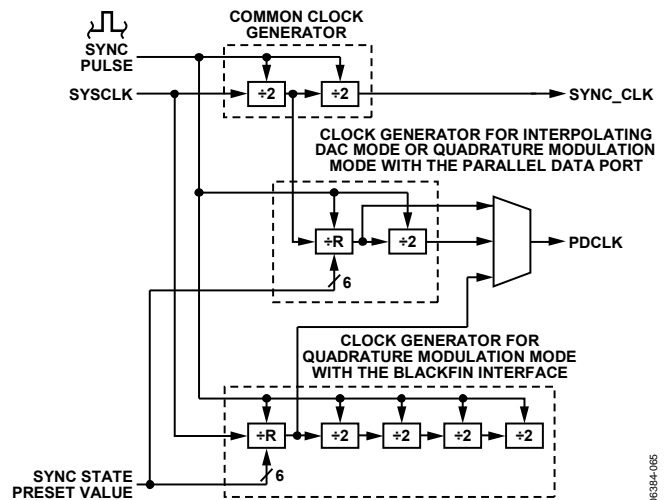 COMMON CLOCK
GENERATOR
SYNC
PULSE
SYSCLK
÷2
÷2
SYNC_CLK
CLOCK GENERATOR FOR INTERPOLATING
DAC MODE OR QUADRATURE MODULATION
MODE WITH THE PARALLEL DATA PORT
÷R
÷2
PDCLK
6
CLOCK GENERATOR FOR
QUADRATURE MODULATION MODE
WITH THE BLACKFIN INTERFACE
÷R
÷2
÷2
÷2
÷2
6
SYNC STATE
PRESET VALUE
06384-065